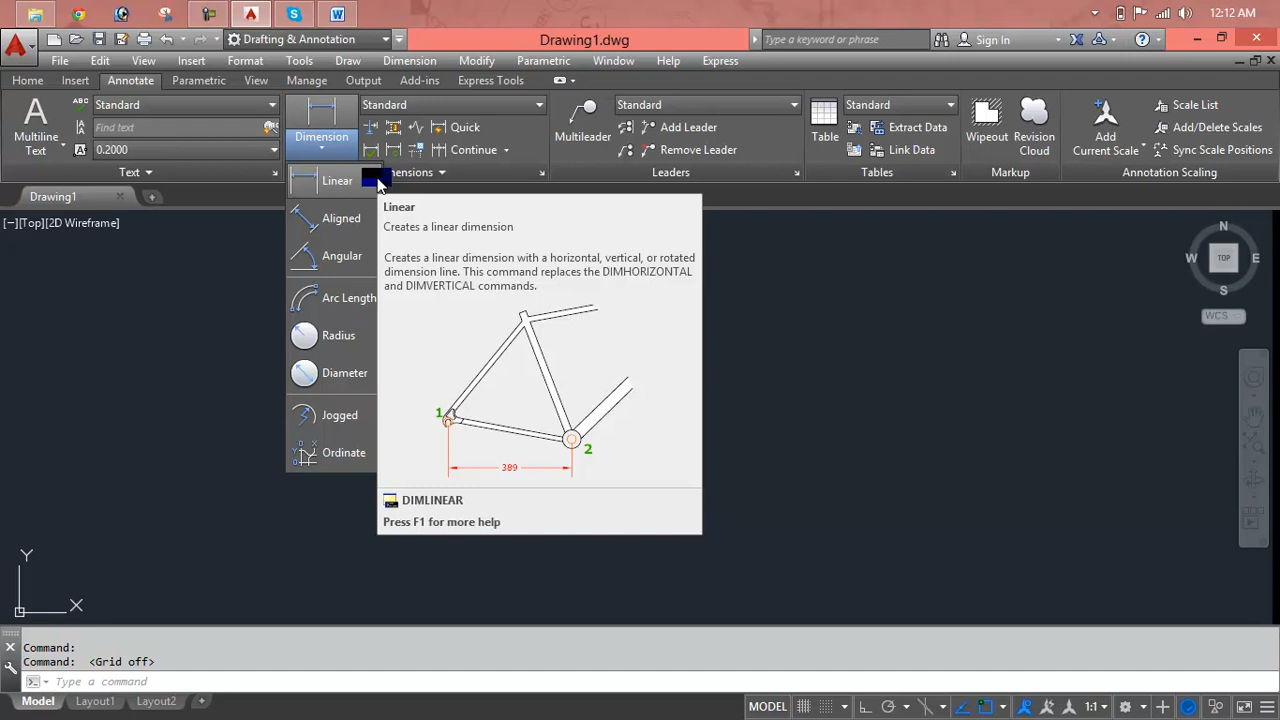 12:12 AM
Drafting & Annotation
Drawing1.dwg
Type a keyword or phrase
Sign In
File Edit View Insert Format Tools Draw Dimension Modify Parametric Window Help Express
Home Insert Annotate Parametric View Manage Output Add-ins Express Tools
Multiline Text
Standard
Find text
0.2000
Text
Dimension
Standard
Quick
Continue
Multileader
Standard
Add Leader
Remove Leader
Leaders
Table
Standard
Extract Data
Link Data
Tables
Wipeout
Revision Cloud
Markup
Add Current Scale
Scale List
Add/Delete Scales
Sync Scale Positions
Annotation Scaling
Drawing1
[−][Top][2D Wireframe]
Linear
Aligned
Angular
Arc Length
Radius
Diameter
Jogged
Ordinate
Linear
Creates a linear dimension
Creates a linear dimension with a horizontal, vertical, or rotated
dimension line. This command replaces the DIMHORIZONTAL
and DIMVERTICAL commands.
1
2
389
DIMLINEAR
Press F1 for more help
N
W TOP E
S
WCS
Y
X
Command:
Command: <Grid off>
Type a command
Model Layout1 Layout2
MODEL
1:1